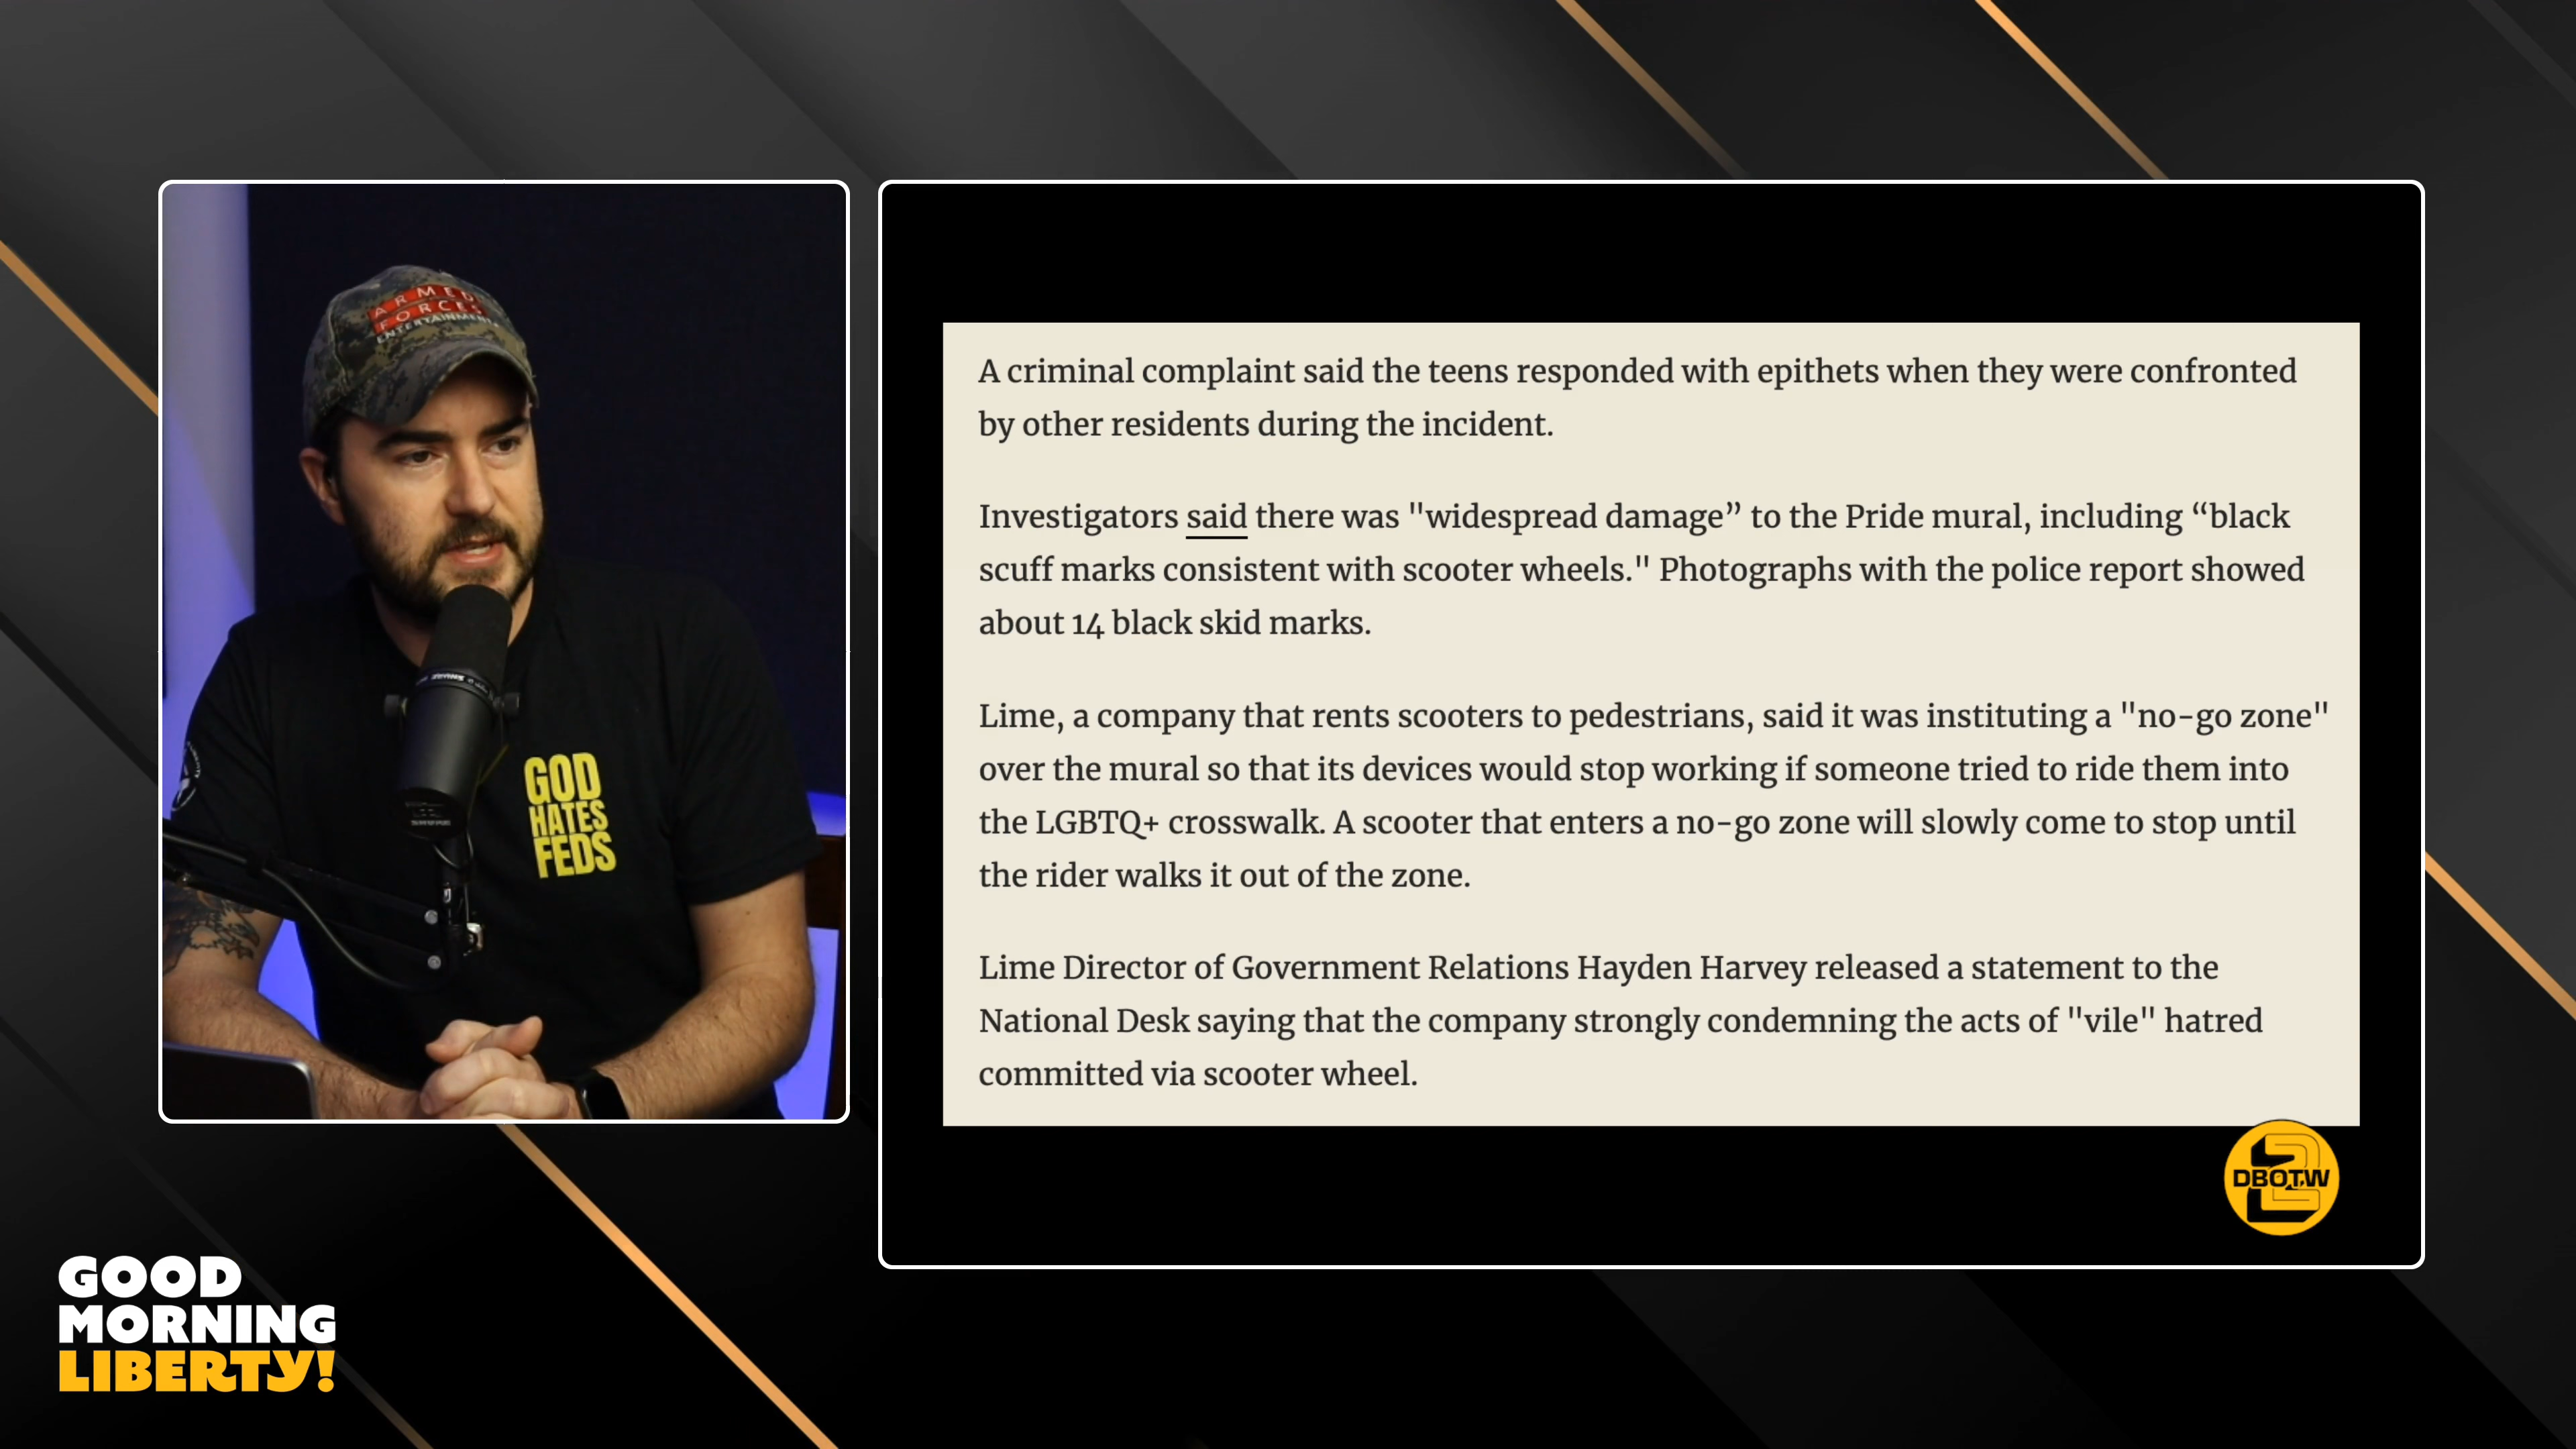 ARMED
FORCES
ENTERTAINMENT
GOD
HATES
FEDS
A criminal complaint said the teens responded with epithets when they were confronted
by other residents during the incident.
Investigators said there was "widespread damage” to the Pride mural, including “black
scuff marks consistent with scooter wheels." Photographs with the police report showed
about 14 black skid marks.
Lime, a company that rents scooters to pedestrians, said it was instituting a "no-go zone"
over the mural so that its devices would stop working if someone tried to ride them into
the LGBTQ+ crosswalk. A scooter that enters a no-go zone will slowly come to stop until
the rider walks it out of the zone.
Lime Director of Government Relations Hayden Harvey released a statement to the
National Desk saying that the company strongly condemning the acts of "vile" hatred
committed via scooter wheel.
DBOTW
GOOD
MORNING
LIBERTY!